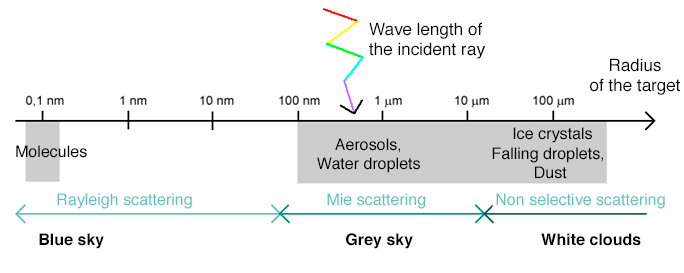 Wave length of
the incident ray
Radius
of the target
0,1 nm
1 nm
10 nm
100 nm
1 µm
10 µm
100 µm
Molecules
Aerosols,
Water droplets
Ice crystals
Falling droplets,
Dust
Rayleigh scattering
Mie scattering
Non selective scattering
Blue sky
Grey sky
White clouds